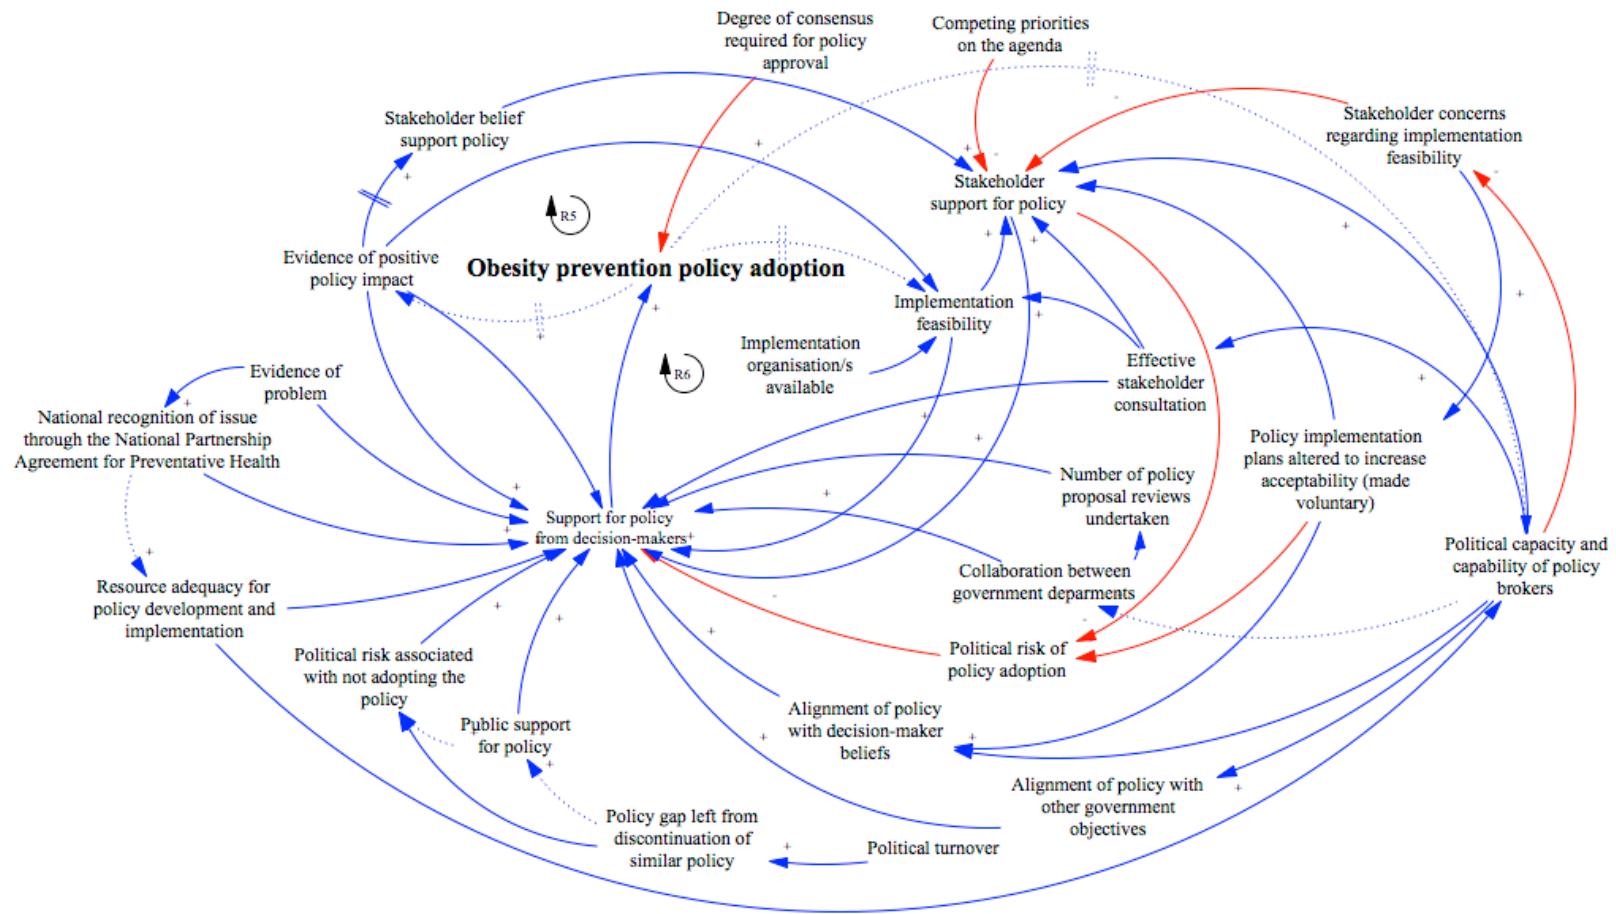 Degree of consensus
required for policy
approval
Competing priorities
on the agenda
Stakeholder belief
support policy
Stakeholder concerns
regarding implementation
feasibility
Stakeholder
support for policy
R5
Evidence of positive
policy impact
Obesity prevention policy adoption
Implementation
feasibility
Implementation
organisation/s
available
R6
Effective
stakeholder
consultation
Evidence of
problem
National recognition of issue
through the National Partnership
Agreement for Preventative Health
Policy implementation
plans altered to increase
acceptability (made
voluntary)
Number of policy
proposal reviews
undertaken
Support for policy
from decision-makers
Political capacity and
capability of policy
brokers
Collaboration between
government deparments
Resource adequacy for
policy development and
implementation
Political risk of
policy adoption
Political risk associated
with not adopting the
policy
Public support
for policy
Alignment of policy
with decision-maker
beliefs
Alignment of policy with
other government
objectives
Policy gap left from
discontinuation of
similar policy
Political turnover